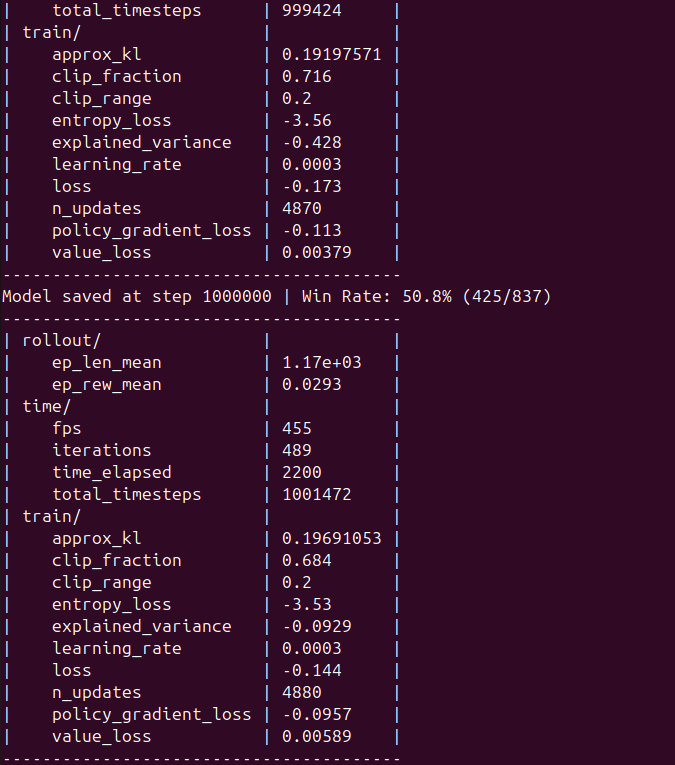 |    total_timesteps      | 999424     |
| train/                  |            |
|    approx_kl            | 0.19197571 |
|    clip_fraction        | 0.716      |
|    clip_range           | 0.2        |
|    entropy_loss         | -3.56      |
|    explained_variance   | -0.428     |
|    learning_rate        | 0.0003     |
|    loss                 | -0.173     |
|    n_updates            | 4870       |
|    policy_gradient_loss | -0.113     |
|    value_loss           | 0.00379    |
----------------------------------------
Model saved at step 1000000 | Win Rate: 50.8% (425/837)
----------------------------------------
| rollout/                |            |
|    ep_len_mean          | 1.17e+03   |
|    ep_rew_mean          | 0.0293     |
| time/                   |            |
|    fps                  | 455        |
|    iterations           | 489        |
|    time_elapsed         | 2200       |
|    total_timesteps      | 1001472    |
| train/                  |            |
|    approx_kl            | 0.19691053 |
|    clip_fraction        | 0.684      |
|    clip_range           | 0.2        |
|    entropy_loss         | -3.53      |
|    explained_variance   | -0.0929    |
|    learning_rate        | 0.0003     |
|    loss                 | -0.144     |
|    n_updates            | 4880       |
|    policy_gradient_loss | -0.0957    |
|    value_loss           | 0.00589    |
----------------------------------------